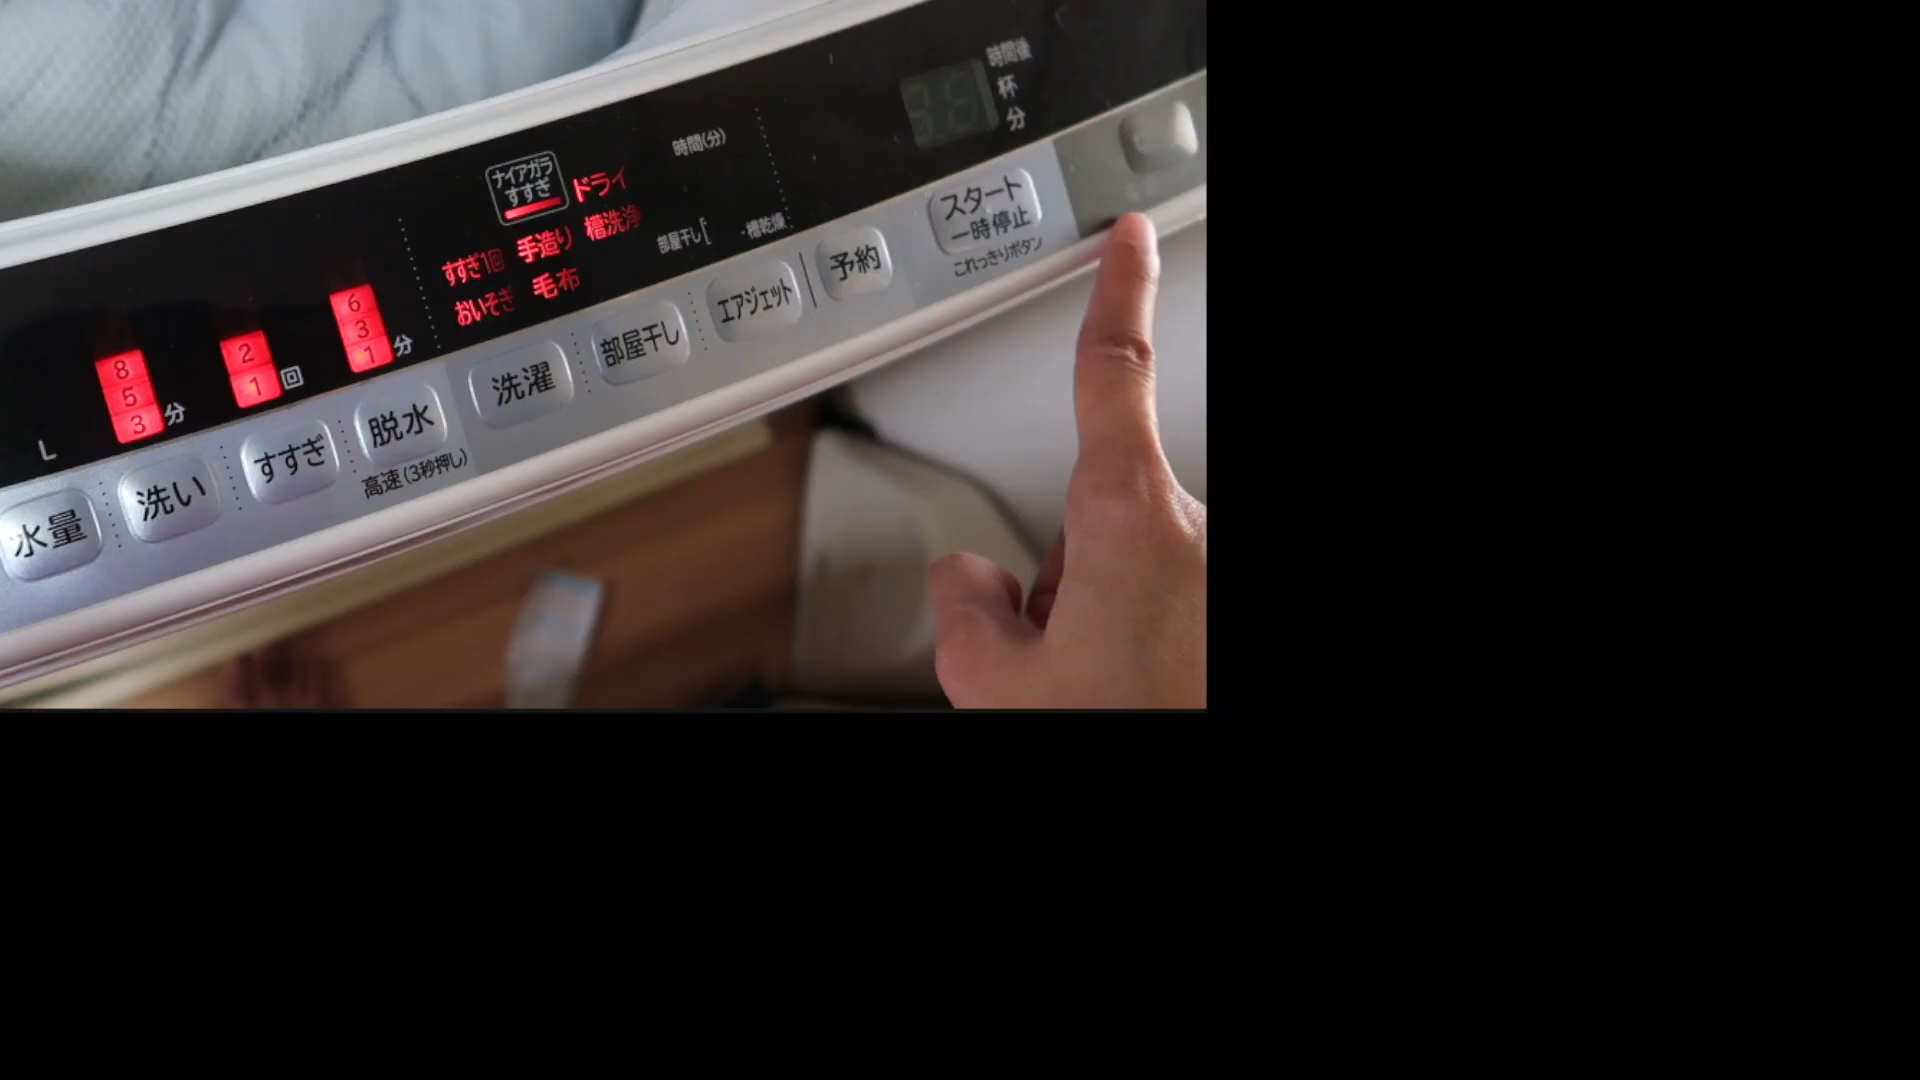 時間後
杯
分
時間(分)
ナイアガラ
すすぎ
ドライ
手造り
槽洗浄
すすぎ1回
おいそぎ
毛布
部屋干し
槽乾燥
8
5
3
分
2
1
回
6
3
1
分
L
水量
洗い
すすぎ
脱水
高速(3秒押し)
洗濯
部屋干し
エアジェット
予約
スタート
一時停止
これっきりボタン